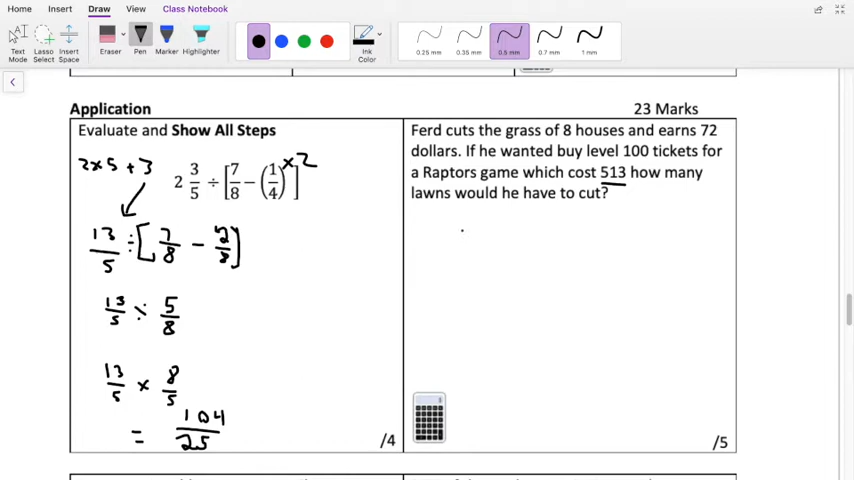 Home Insert Draw View Class Notebook
Text Mode
Lasso Select
Insert Space
Eraser
Pen
Marker
Highlighter
Ink Color
0.25 mm
0.35 mm
0.5 mm
0.7 mm
1 mm
Application 23 Marks
Evaluate and Show All Steps
2x5 + 3
2 3/5 ÷ [7/8 − (1/4)x2]
13/5 ÷ [7/8 − 2/8]
13/5 ÷ 5/8
13/5 x 8/5
= 104/25
/4
Ferd cuts the grass of 8 houses and earns 72
dollars. If he wanted buy level 100 tickets for
a Raptors game which cost 513 how many
lawns would he have to cut?
/5